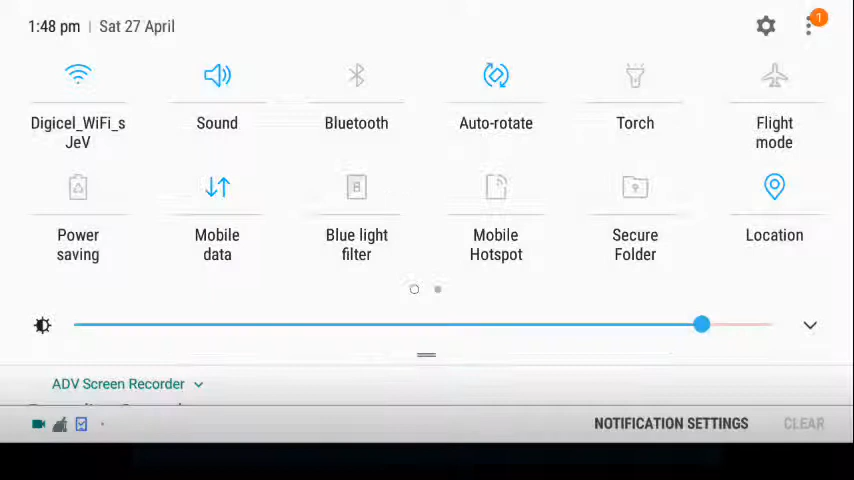 1:48 pm | Sat 27 April
1
Digicel_WiFi_s
JeV
Sound
Bluetooth
Auto-rotate
Torch
Flight
mode
B
Power
saving
Mobile
data
Blue light
filter
Mobile
Hotspot
Secure
Folder
Location
ADV Screen Recorder
NOTIFICATION SETTINGS
CLEAR